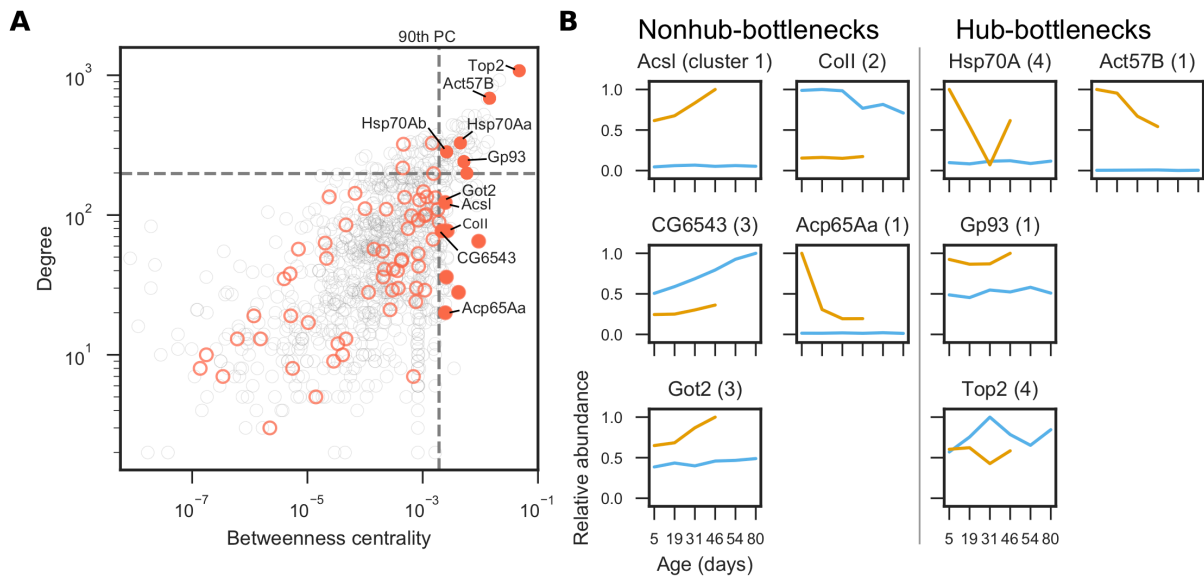 A
90th PC
Top2
Act57B
Hsp70Ab
Hsp70Aa
Gp93
Got2
AcsI
ColI
CG6543
Acp65Aa
10^3
10^2
10^1
Degree
10^−7
10^−5
10^−3
10^−1
Betweenness centrality
B
Nonhub-bottlenecks
Hub-bottlenecks
AcsI (cluster 1)
ColI (2)
Hsp70A (4)
Act57B (1)
1.0
0.5
0.0
CG6543 (3)
Acp65Aa (1)
Gp93 (1)
1.0
0.5
0.0
Got2 (3)
Top2 (4)
1.0
0.5
0.0
Relative abundance
5 19 31 46 54 80
5 19 31 46 54 80
Age (days)